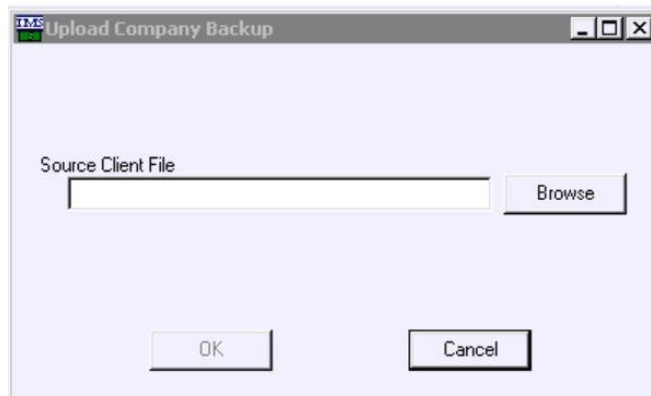 IMS
Upload Company Backup
Source Client File
Browse
OK
Cancel